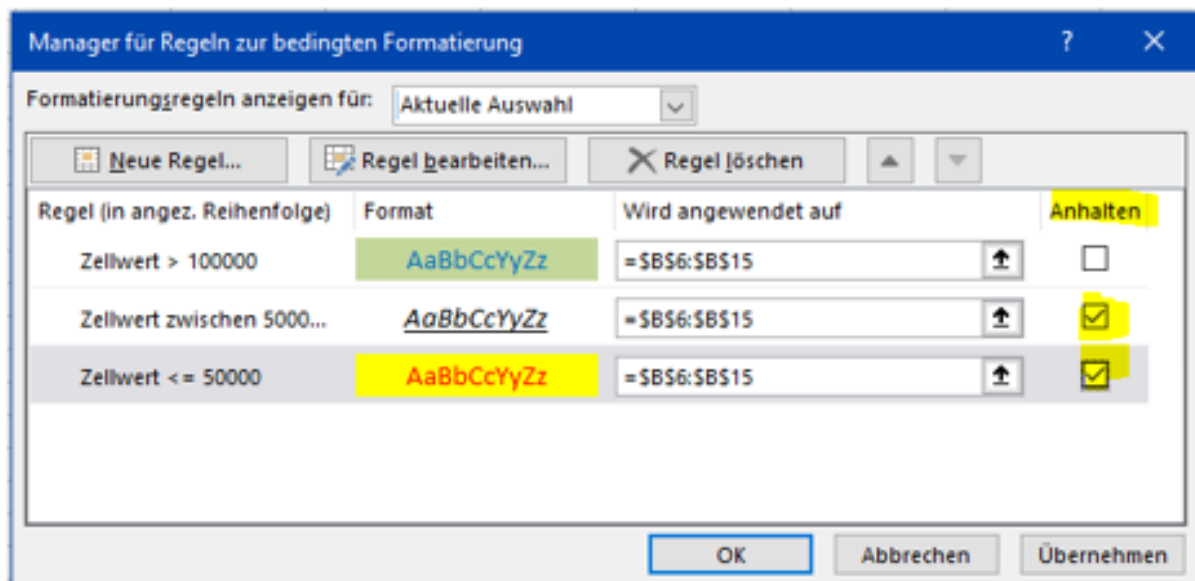 Manager für Regeln zur bedingten Formatierung ?
Formatierungsregeln anzeigen für: Aktuelle Auswahl
Neue Regel... Regel bearbeiten... Regel löschen
Regel (in angez. Reihenfolge) Format Wird angewendet auf Anhalten
Zellwert > 100000 AaBbCcYyZz =$B$6:$B$15
Zellwert zwischen 5000... AaBbCcYyZz =$B$6:$B$15
Zellwert <= 50000 AaBbCcYyZz =$B$6:$B$15
OK Abbrechen Übernehmen